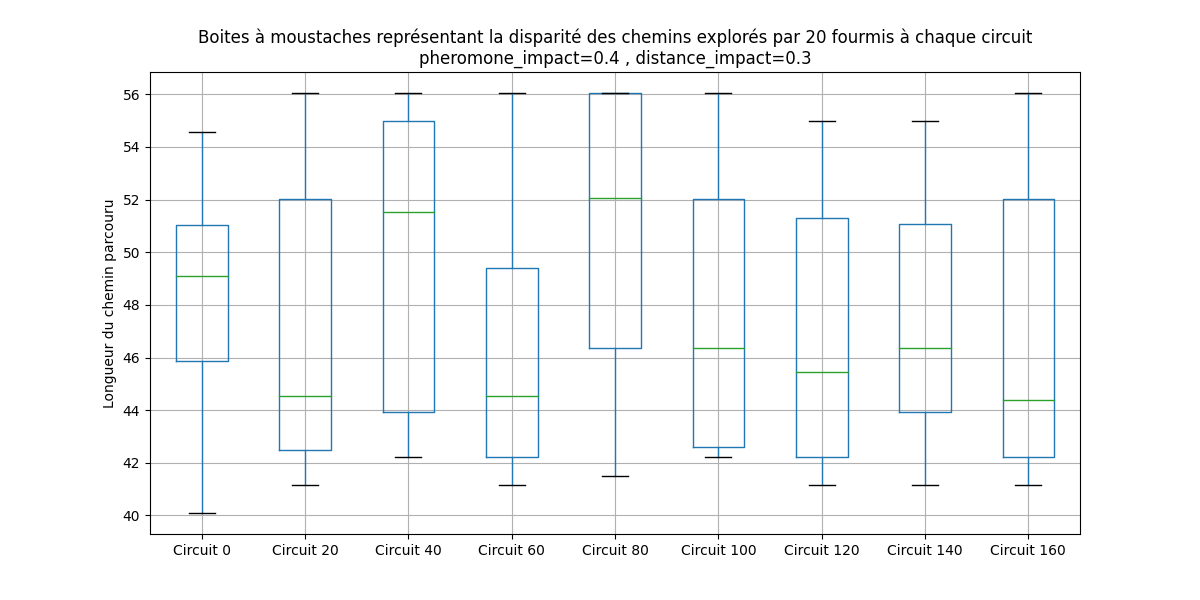 Boites à moustaches représentant la disparité des chemins explorés par 20 fourmis à chaque circuit
pheromone_impact=0.4 , distance_impact=0.3
Longueur du chemin parcouru
56
54
52
50
48
46
44
42
40
Circuit 0 Circuit 20 Circuit 40 Circuit 60 Circuit 80 Circuit 100 Circuit 120 Circuit 140 Circuit 160